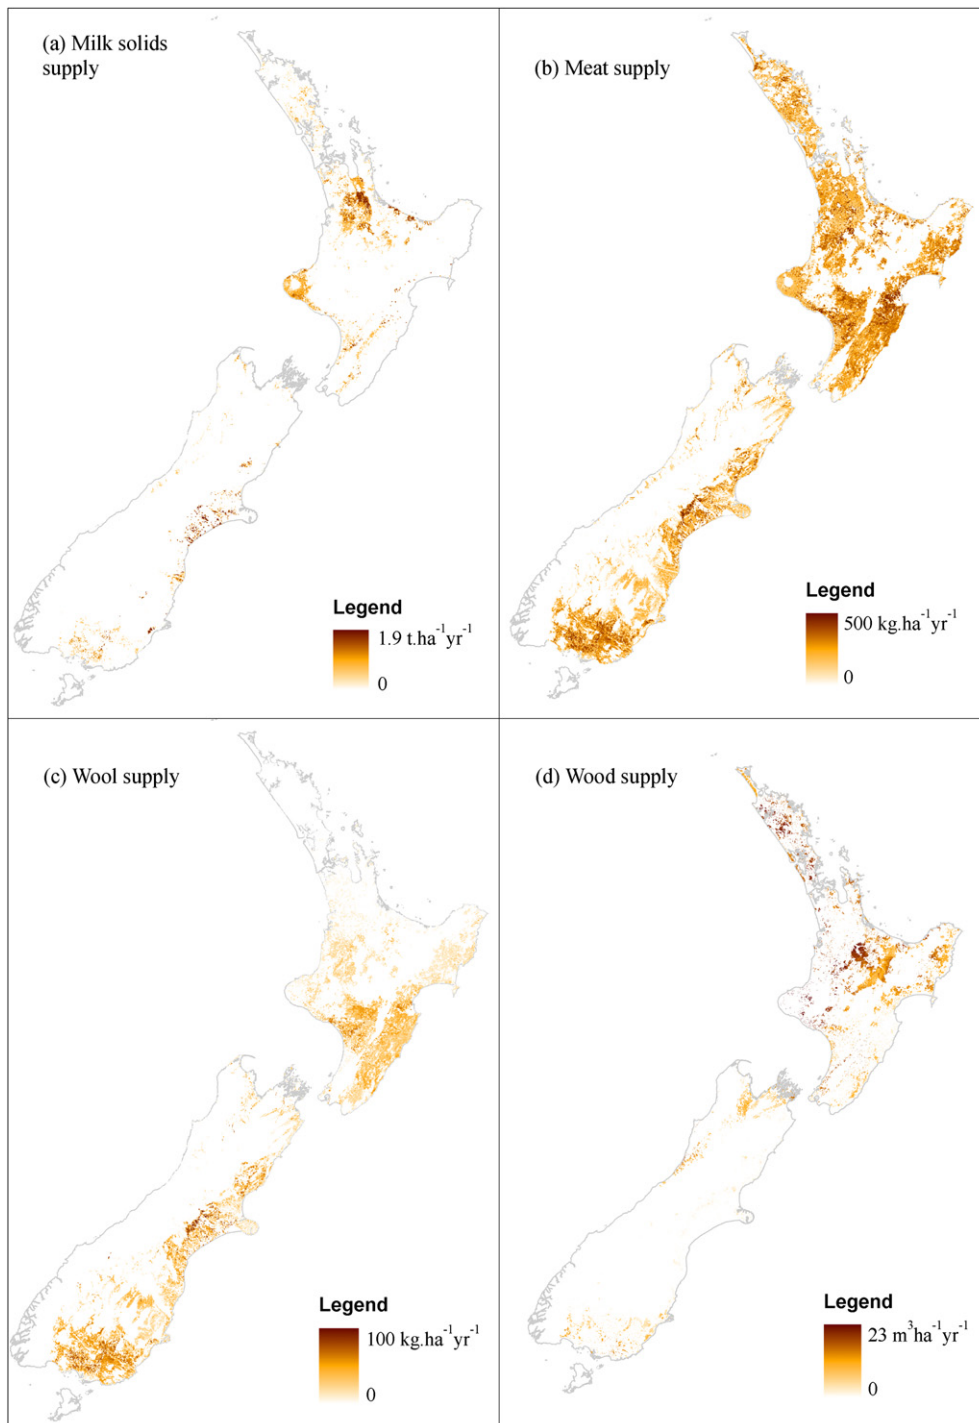 (a) Milk solids
supply
Legend
1.9 t.ha⁻¹yr⁻¹
0
(b) Meat supply
Legend
500 kg.ha⁻¹yr⁻¹
0
(c) Wool supply
Legend
100 kg.ha⁻¹yr⁻¹
0
(d) Wood supply
Legend
23 m³ha⁻¹yr⁻¹
0